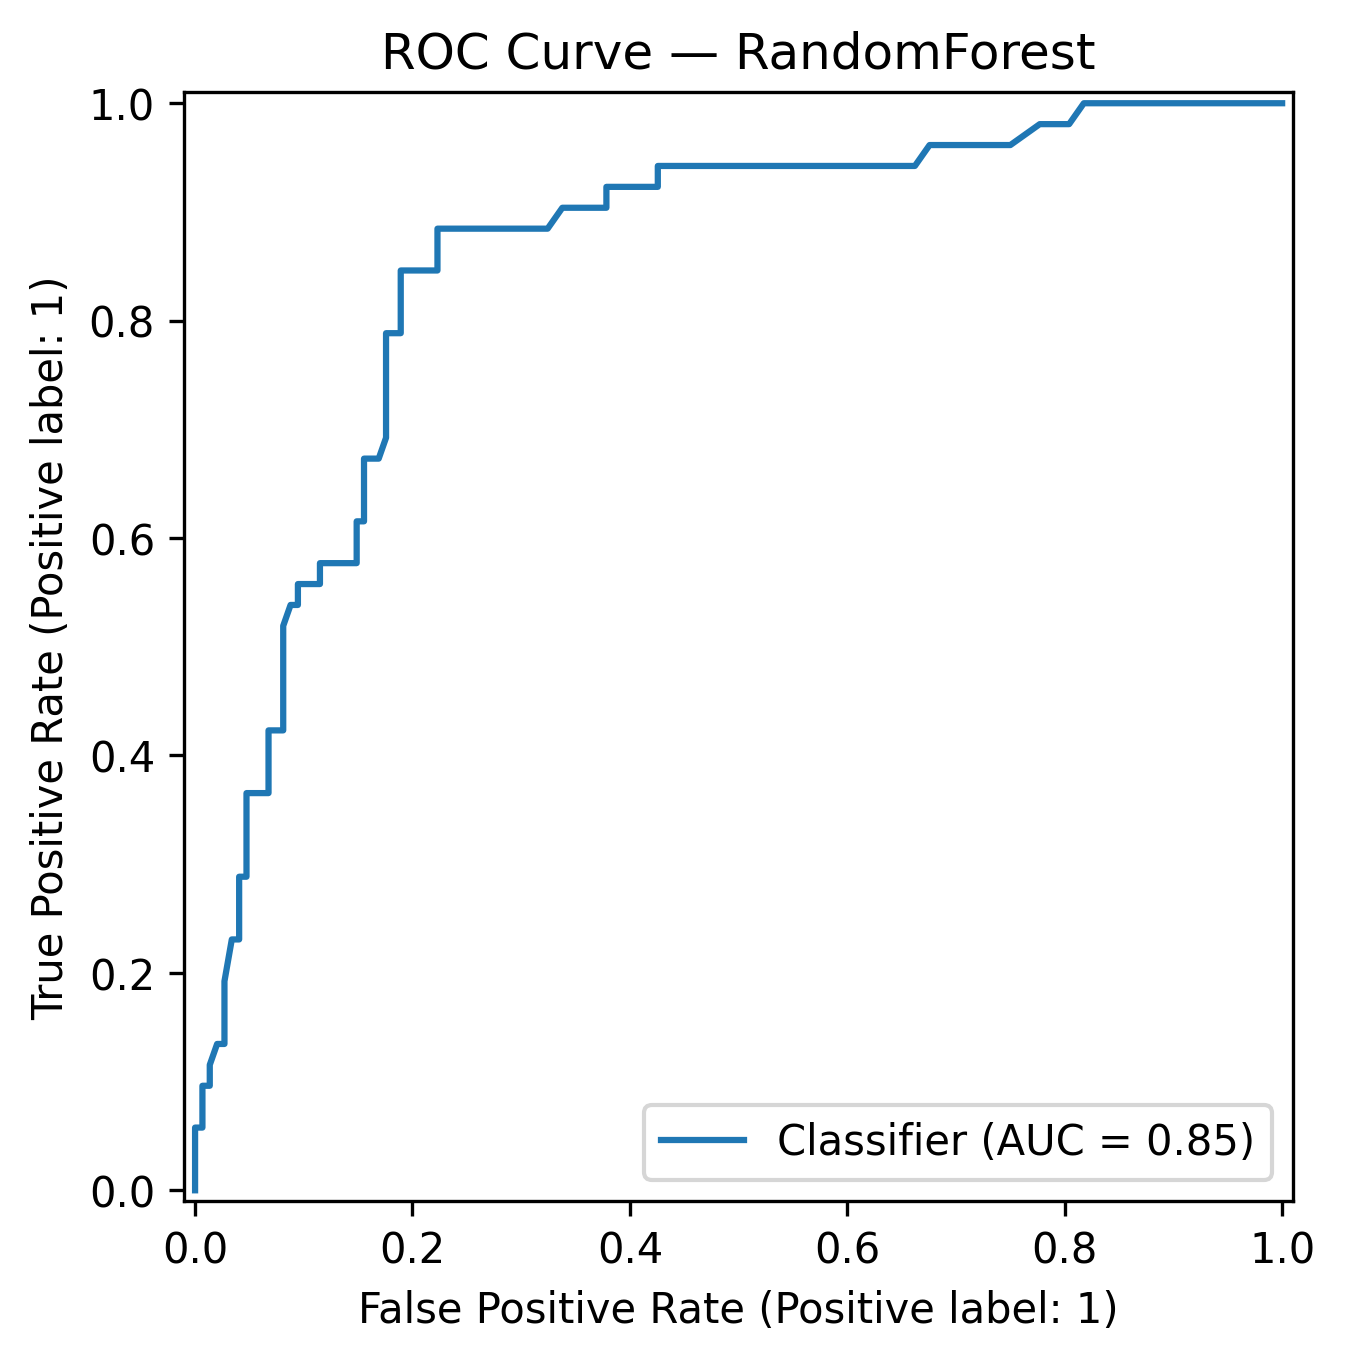 ROC Curve — RandomForest
True Positive Rate (Positive label: 1)
1.0
0.8
0.6
0.4
0.2
0.0
Classifier (AUC = 0.85)
0.0 0.2 0.4 0.6 0.8 1.0
False Positive Rate (Positive label: 1)